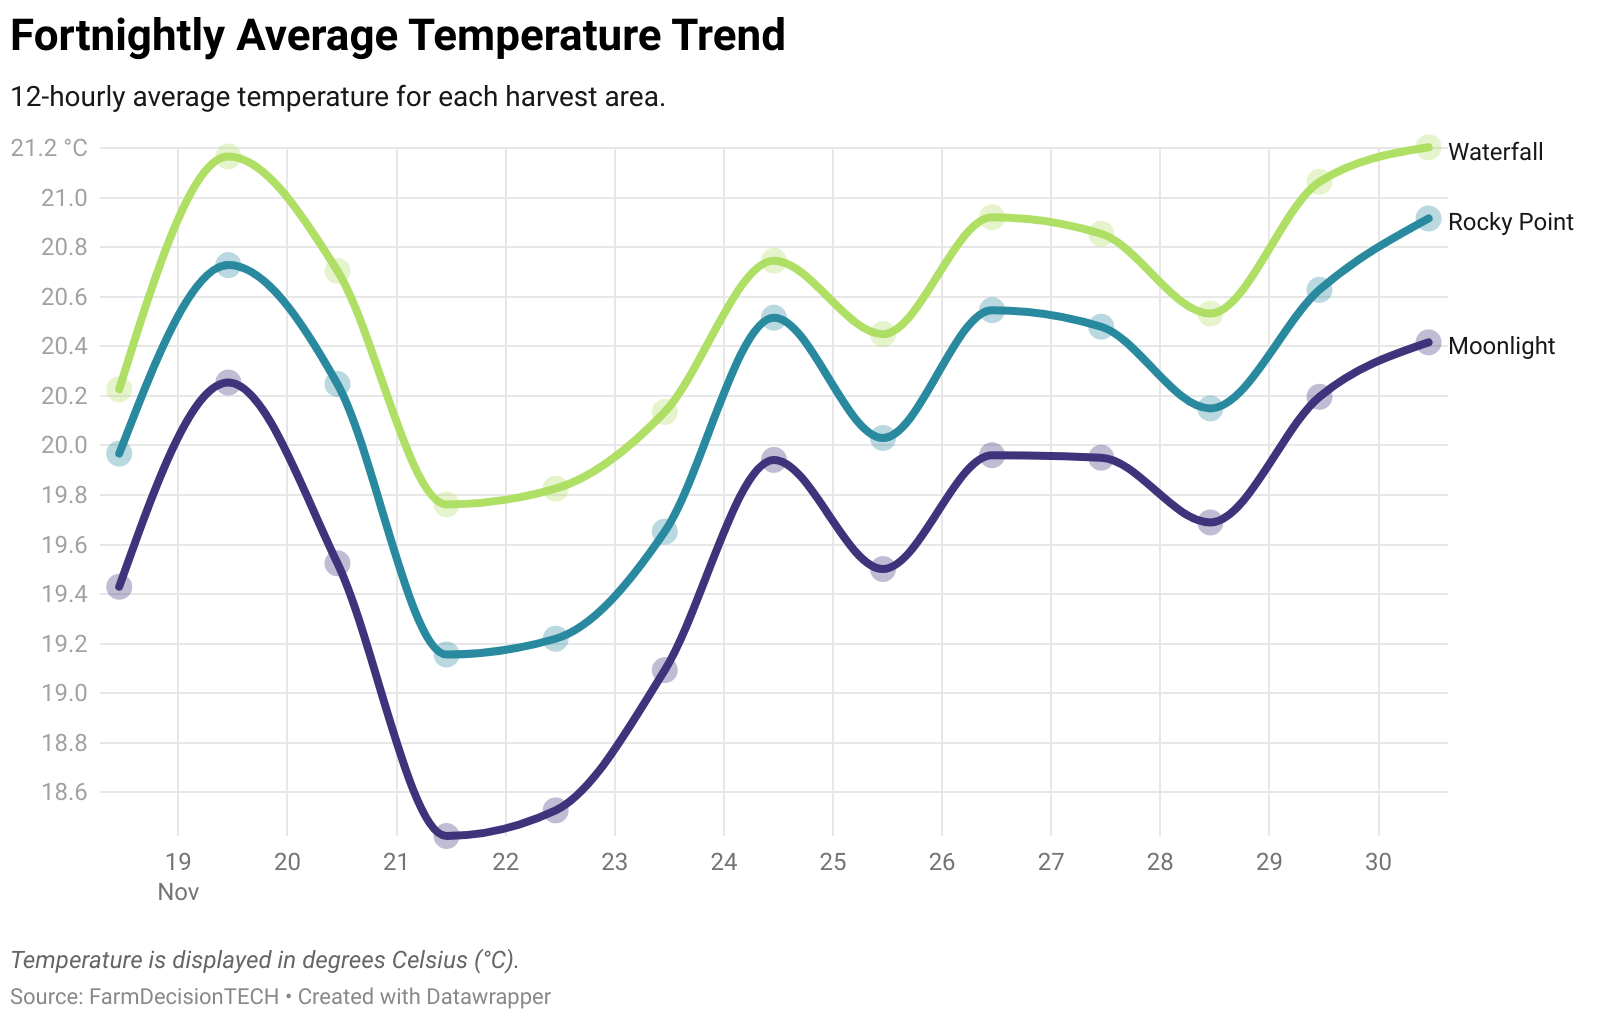 Fortnightly Average Temperature Trend
12-hourly average temperature for each harvest area.
21.2 °C
21.0
20.8
20.6
20.4
20.2
20.0
19.8
19.6
19.4
19.2
19.0
18.8
18.6
Waterfall
Rocky Point
Moonlight
19 20 21 22 23 24 25 26 27 28 29 30
Nov
Temperature is displayed in degrees Celsius (°C).
Source: FarmDecisionTECH • Created with Datawrapper